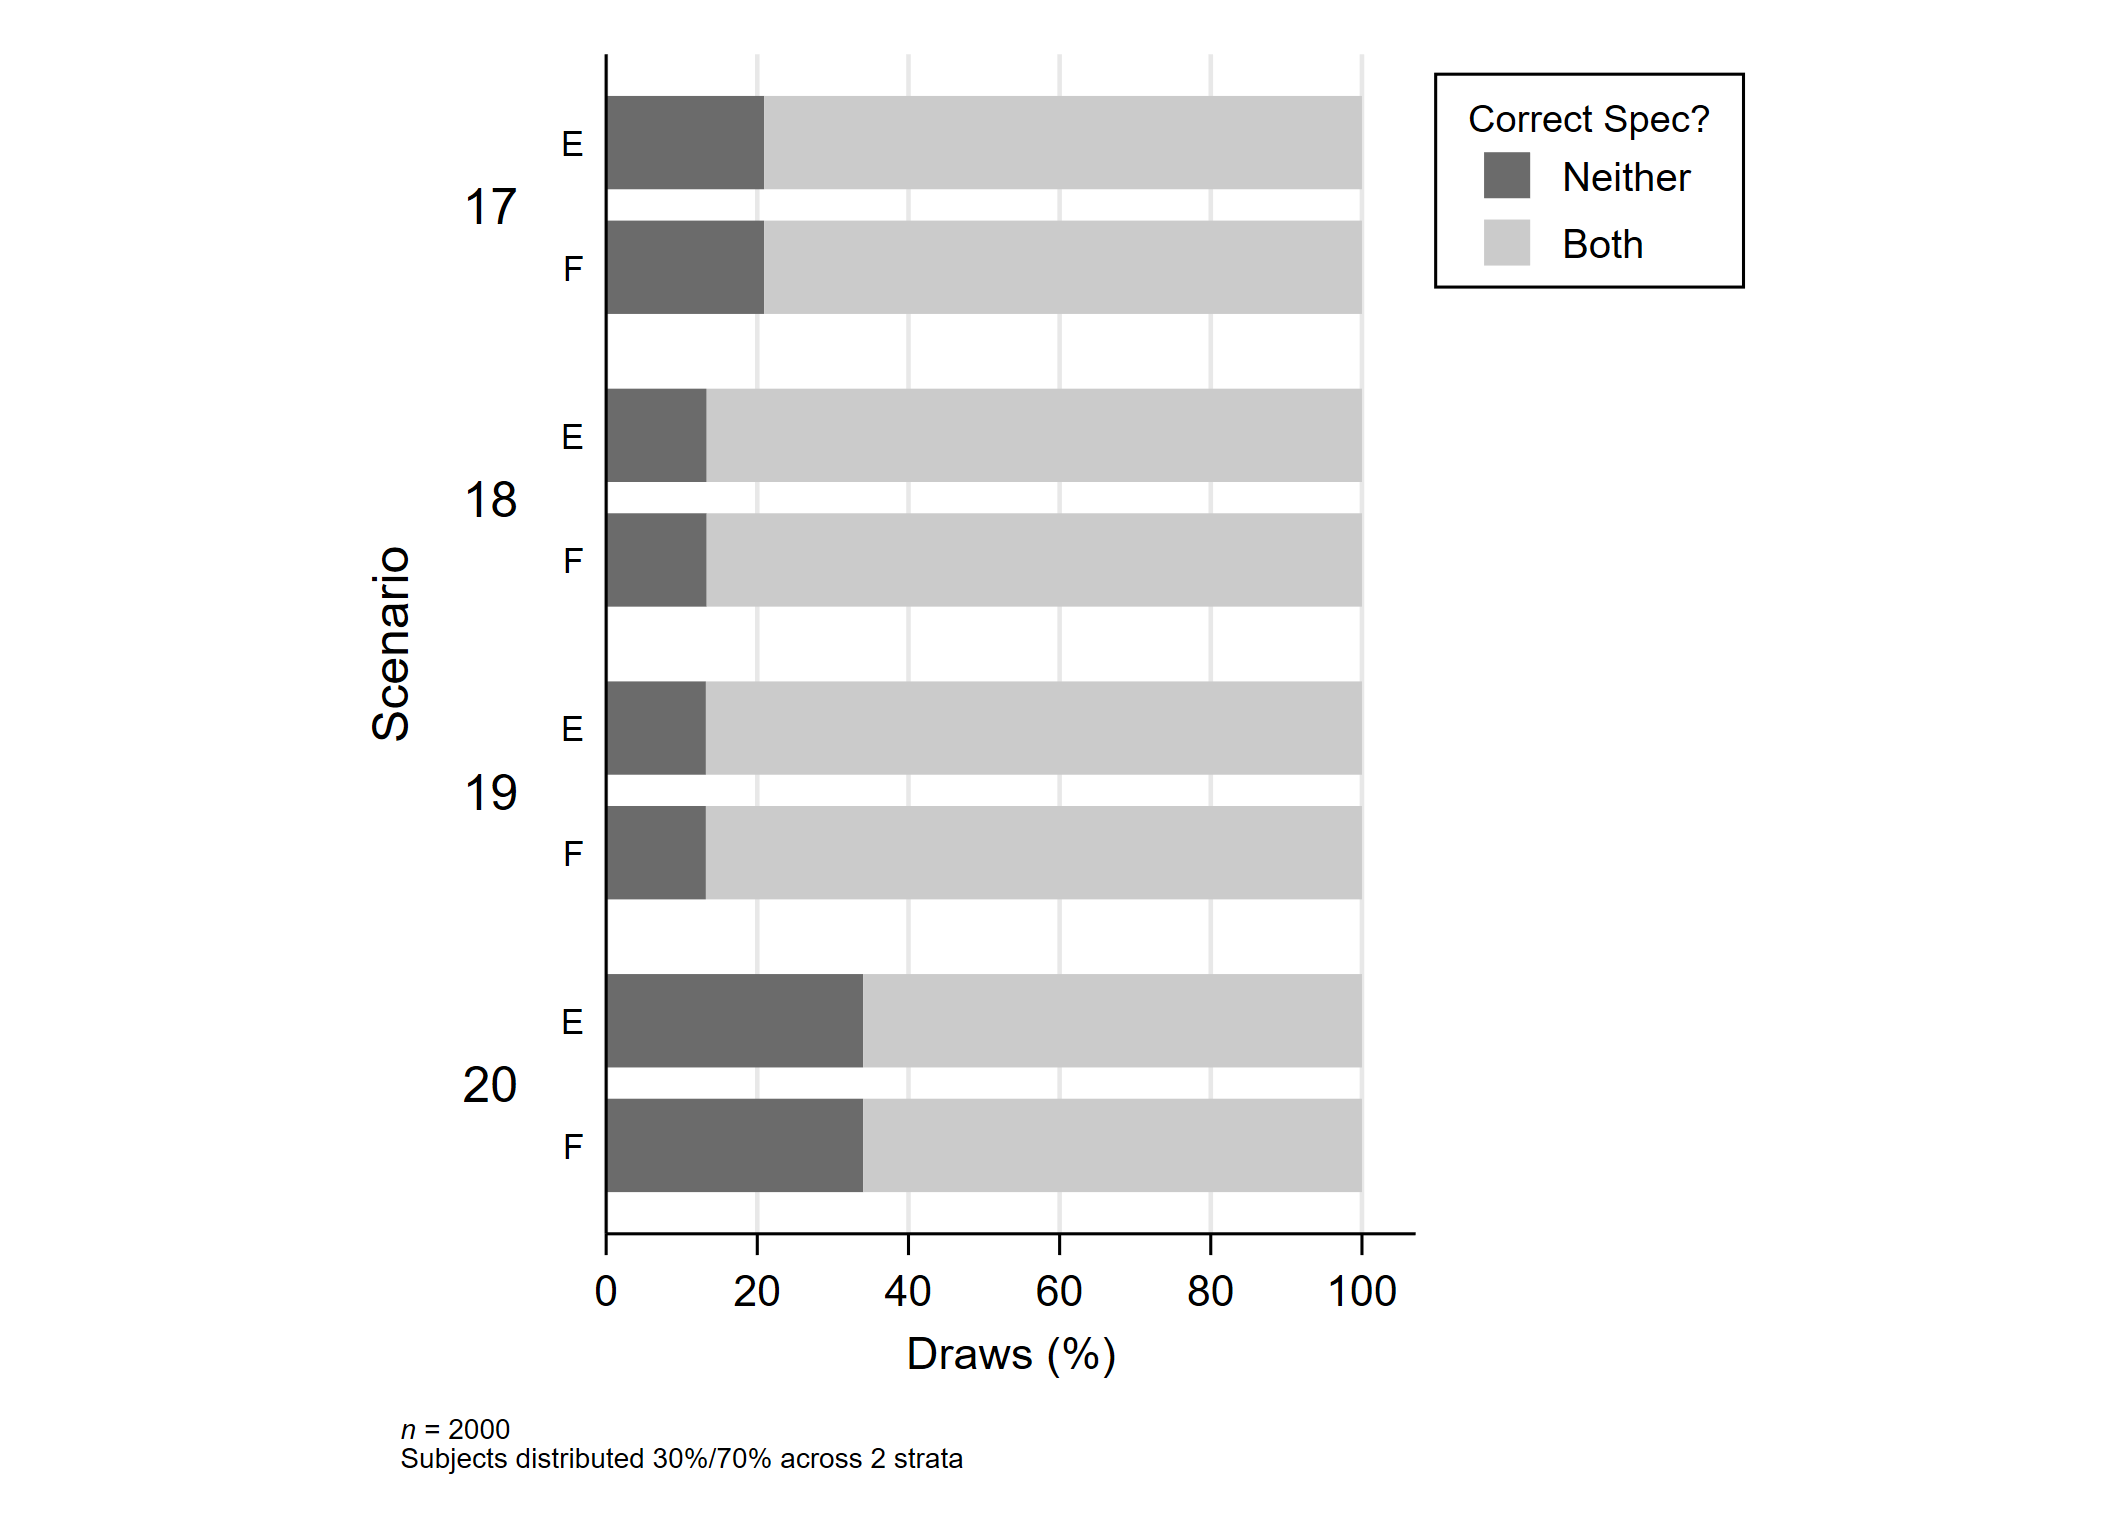 Correct Spec?
Neither
Both
E
17
F
E
18
F
Scenario
E
19
F
E
20
F
0 20 40 60 80 100
Draws (%)
n = 2000
Subjects distributed 30%/70% across 2 strata